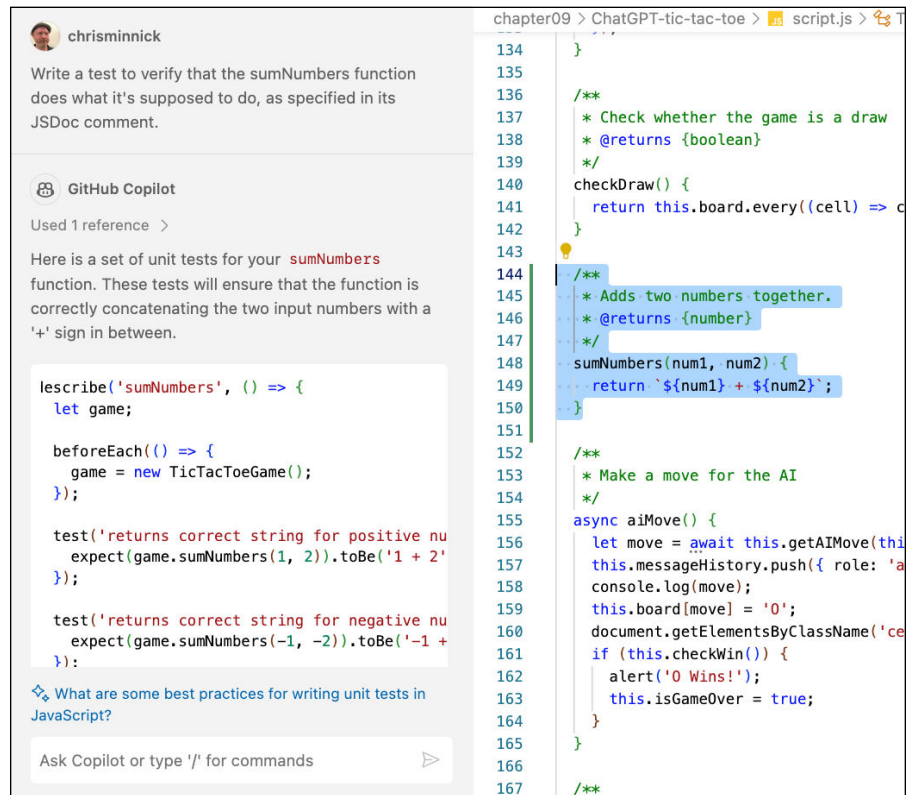 chrisminnick
Write a test to verify that the sumNumbers function
does what it's supposed to do, as specified in its
JSDoc comment.
GitHub Copilot
Used 1 reference >
Here is a set of unit tests for your sumNumbers
function. These tests will ensure that the function is
correctly concatenating the two input numbers with a
'+' sign in between.
lescribe('sumNumbers', () => {
let game;
beforeEach(() => {
game = new TicTacToeGame();
});
test('returns correct string for positive nu
expect(game.sumNumbers(1, 2)).toBe('1 + 2'
});
test('returns correct string for negative nu
expect(game.sumNumbers(-1, -2)).toBe('-1 +
});
What are some best practices for writing unit tests in
JavaScript?
Ask Copilot or type '/' for commands
chapter09 > ChatGPT-tic-tac-toe > JS script.js > T
134 }
135
136 /**
137 * Check whether the game is a draw
138 * @returns {boolean}
139 */
140 checkDraw() {
141 return this.board.every((cell) => c
142 }
143
144 /**
145 * Adds two numbers together.
146 * @returns {number}
147 */
148 sumNumbers(num1, num2) {
149 return `${num1} + ${num2}`;
150 }
151
152 /**
153 * Make a move for the AI
154 */
155 async aiMove() {
156 let move = await this.getAIMove(thi
157 this.messageHistory.push({ role: 'a
158 console.log(move);
159 this.board[move] = 'O';
160 document.getElementsByClassName('ce
161 if (this.checkWin()) {
162 alert('O Wins!');
163 this.isGameOver = true;
164 }
165 }
166
167 /**